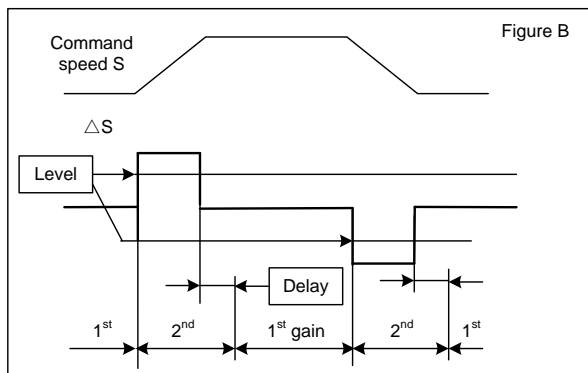 Figure B
Command
speed S
△S
Level
Delay
1st 2nd 1st gain 2nd 1st